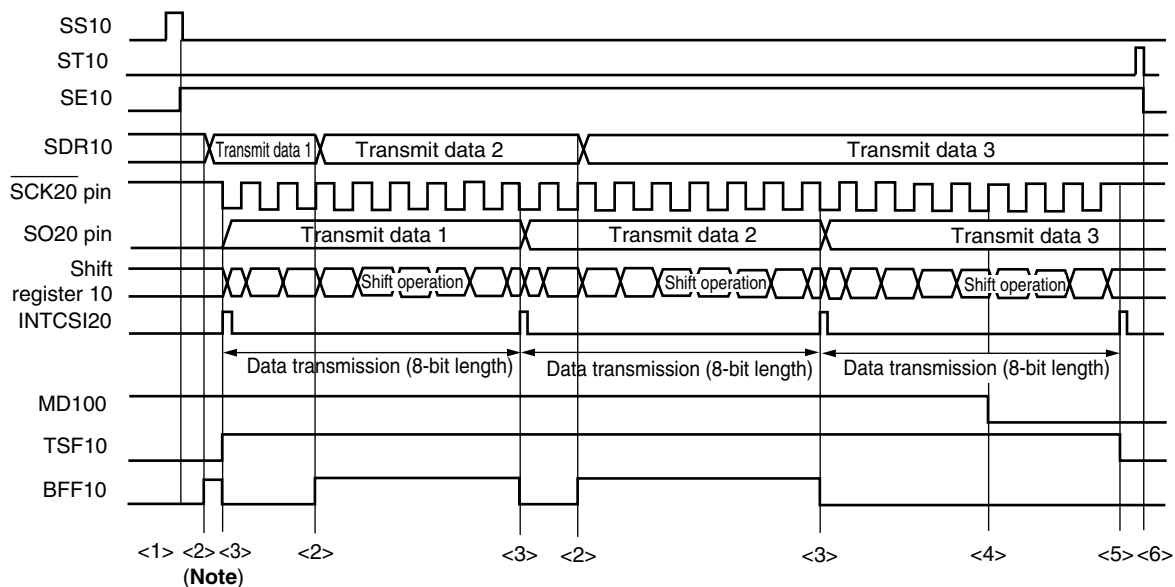 SS10
ST10
SE10
SDR10 Transmit data 1 Transmit data 2 Transmit data 3
SCK20 pin
SO20 pin Transmit data 1 Transmit data 2 Transmit data 3
Shift
register 10 Shift operation Shift operation Shift operation
INTCSI20
Data transmission (8-bit length) Data transmission (8-bit length) Data transmission (8-bit length)
MD100
TSF10
BFF10
<1> <2> <3> <2> <3> <2> <3> <4> <5> <6>
(Note)